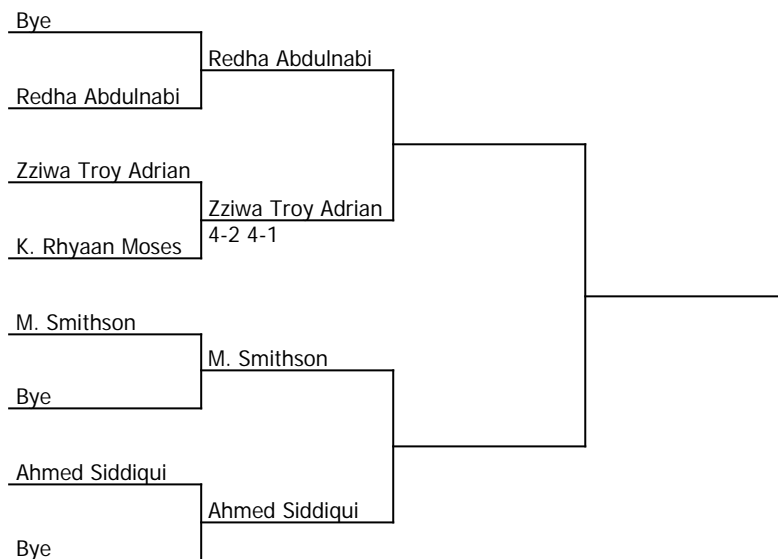 Bye
Redha Abdulnabi
Redha Abdulnabi
Zziwa Troy Adrian
Zziwa Troy Adrian
4-2 4-1
K. Rhyaan Moses
M. Smithson
M. Smithson
Bye
Ahmed Siddiqui
Ahmed Siddiqui
Bye